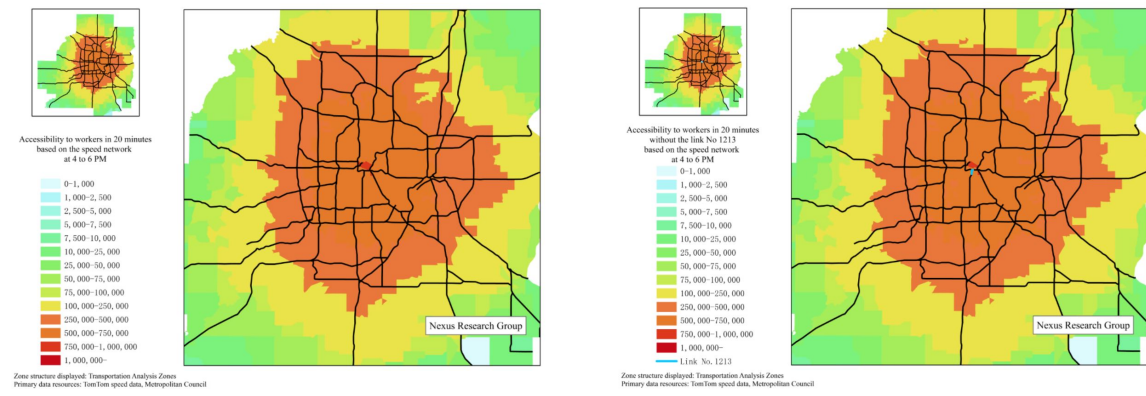 Accessibility to workers in 20 minutes
based on the speed network
at 4 to 6 PM
0-1,000
1,000-2,500
2,500-5,000
5,000-7,500
7,500-10,000
10,000-25,000
25,000-50,000
50,000-75,000
75,000-100,000
100,000-250,000
250,000-500,000
500,000-750,000
750,000-1,000,000
1,000,000-
Nexus Research Group
Zone structure displayed: Transportation Analysis Zones
Primary data resources: TomTom speed data, Metropolitan Council
Accessibility to workers in 20 minutes
without the link No 1213
based on the speed network
at 4 to 6 PM
0-1,000
1,000-2,500
2,500-5,000
5,000-7,500
7,500-10,000
10,000-25,000
25,000-50,000
50,000-75,000
75,000-100,000
100,000-250,000
250,000-500,000
500,000-750,000
750,000-1,000,000
1,000,000-
Link No.1213
Nexus Research Group
Zone structure displayed: Transportation Analysis Zones
Primary data resources: TomTom speed data, Metropolitan Council